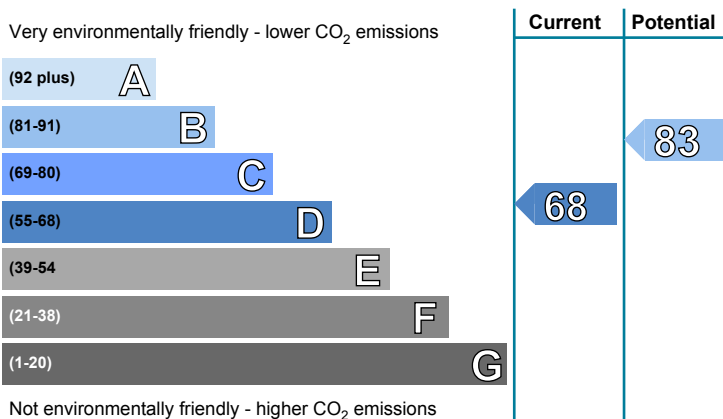 Very environmentally friendly - lower CO2 emissions
Current
Potential
(92 plus) A
(81-91) B
83
(69-80) C
68
(55-68) D
(39-54 E
(21-38) F
(1-20) G
Not environmentally friendly - higher CO2 emissions